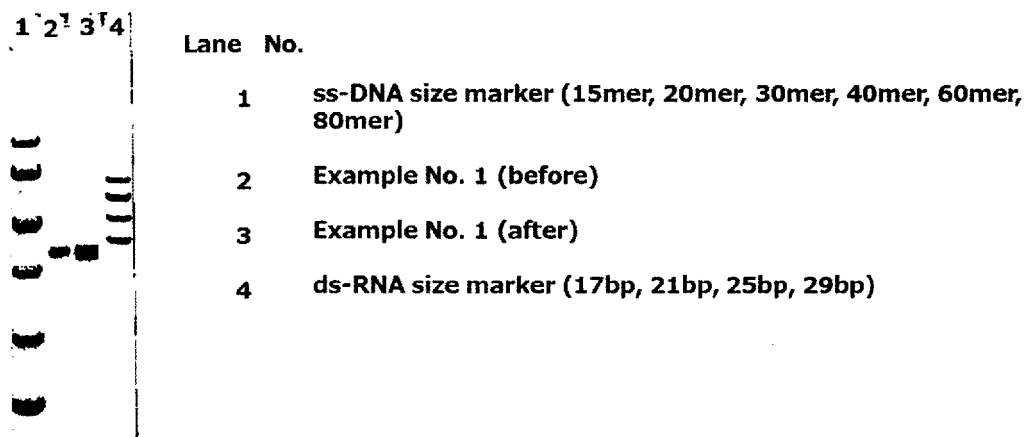 1 2 3 4
Lane No.
1 ss-DNA size marker (15mer, 20mer, 30mer, 40mer, 60mer,
80mer)
2 Example No. 1 (before)
3 Example No. 1 (after)
4 ds-RNA size marker (17bp, 21bp, 25bp, 29bp)